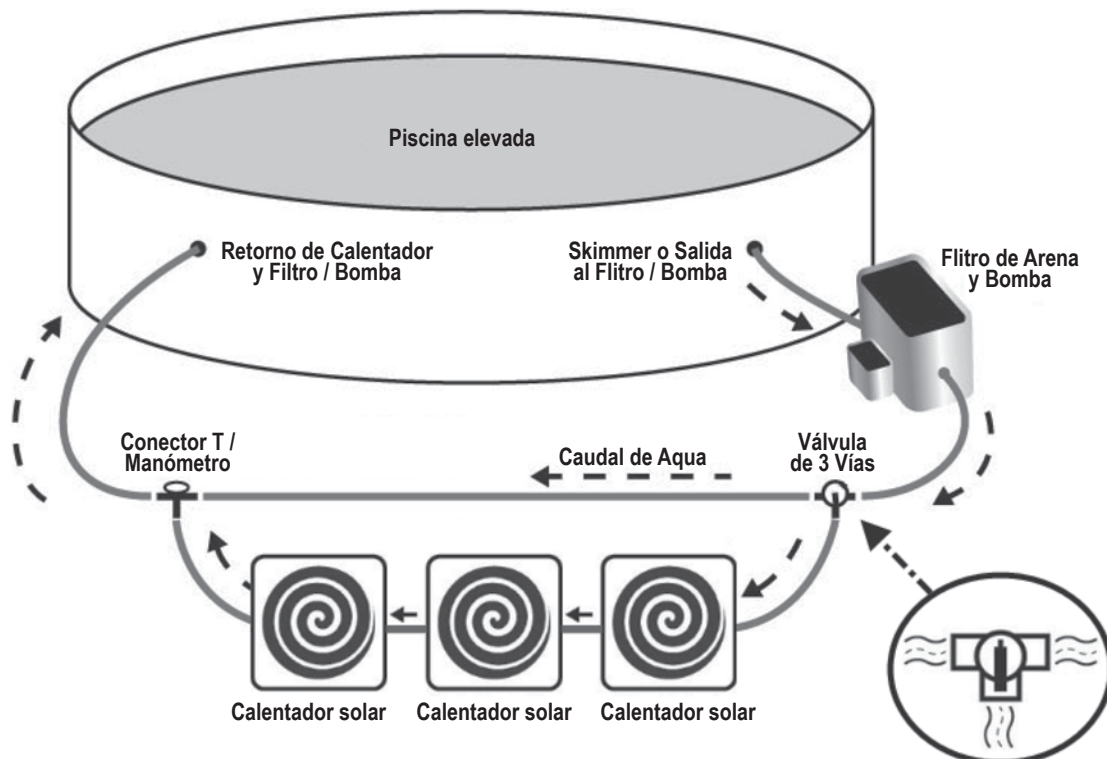 Piscina elevada
Retorno de Calentador
y Filtro / Bomba
Skimmer o Salida
al Flitro / Bomba
Flitro de Arena
y Bomba
Conector T /
Manómetro
Caudal de Aqua
Válvula
de 3 Vías
Calentador solar
Calentador solar
Calentador solar